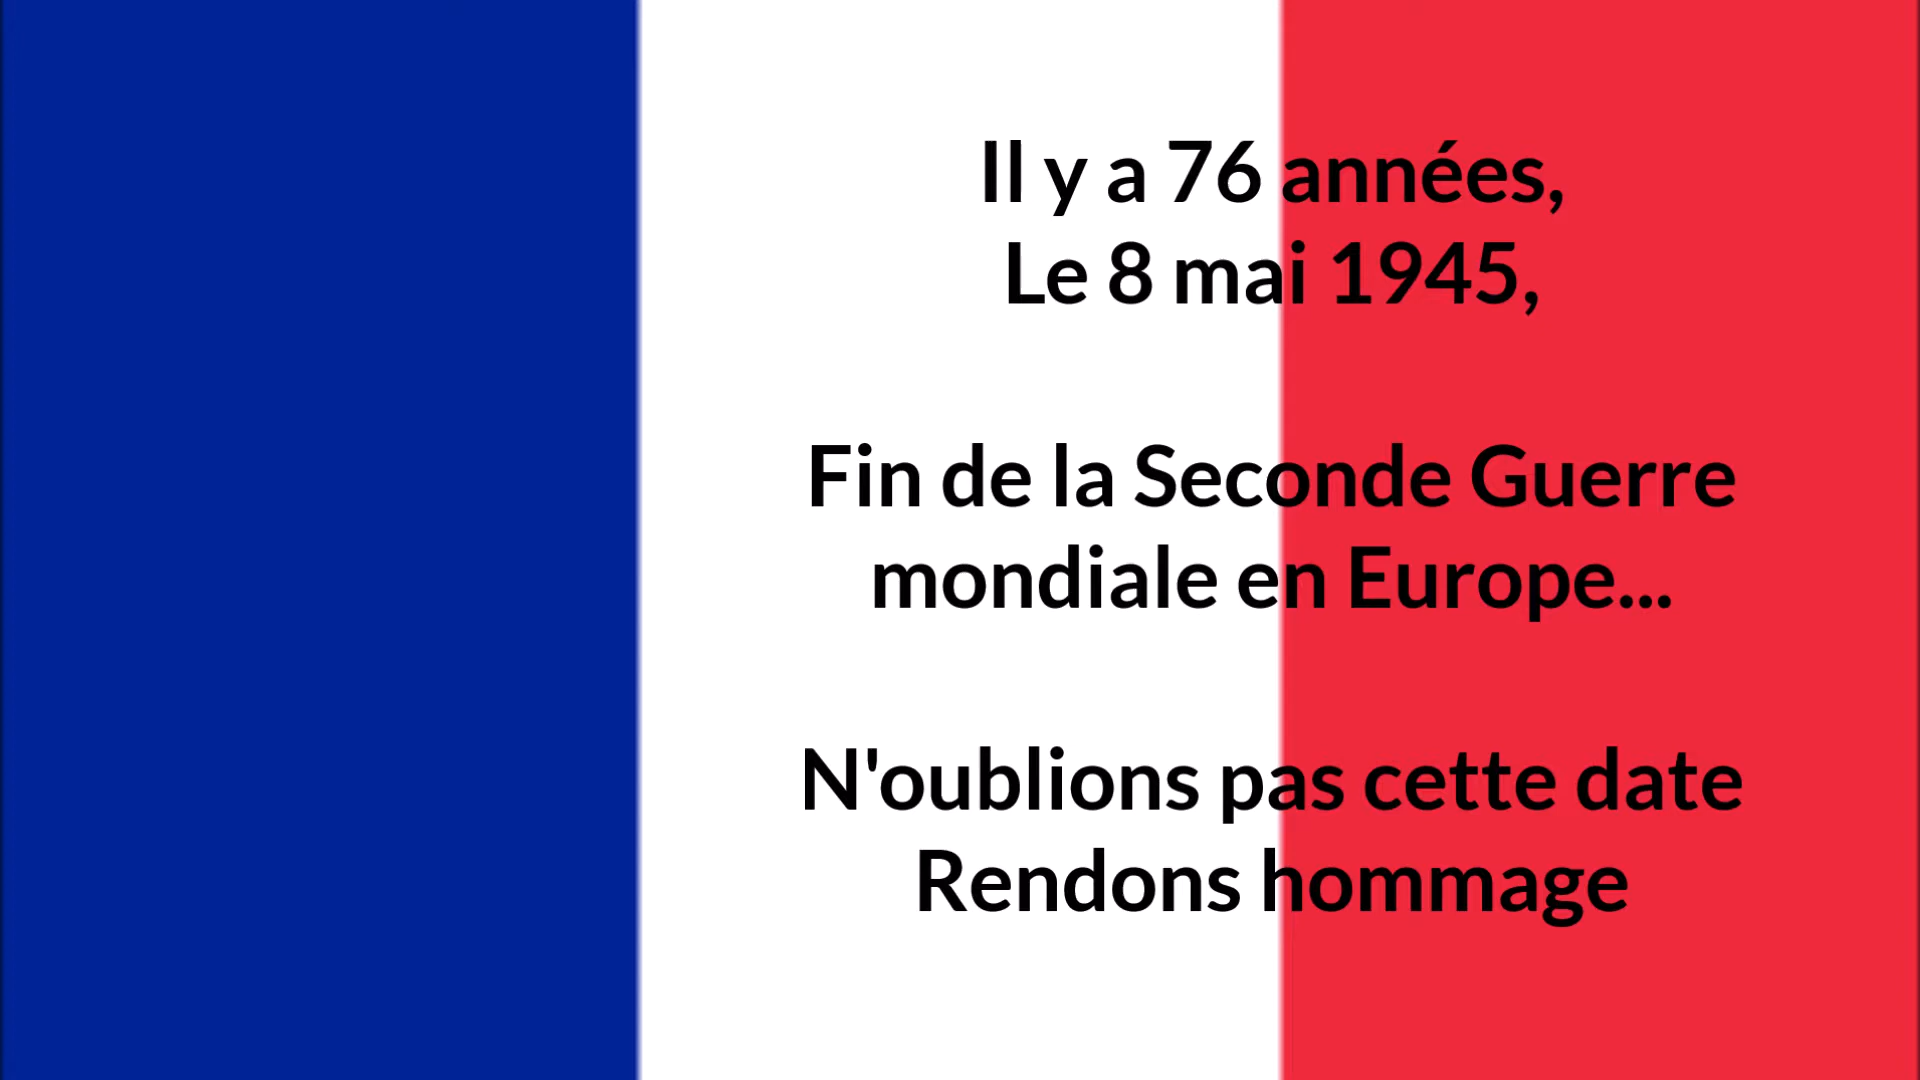 Il y a 76 années,
Le 8 mai 1945,
Fin de la Seconde Guerre
mondiale en Europe...
N'oublions pas cette date
Rendons hommage